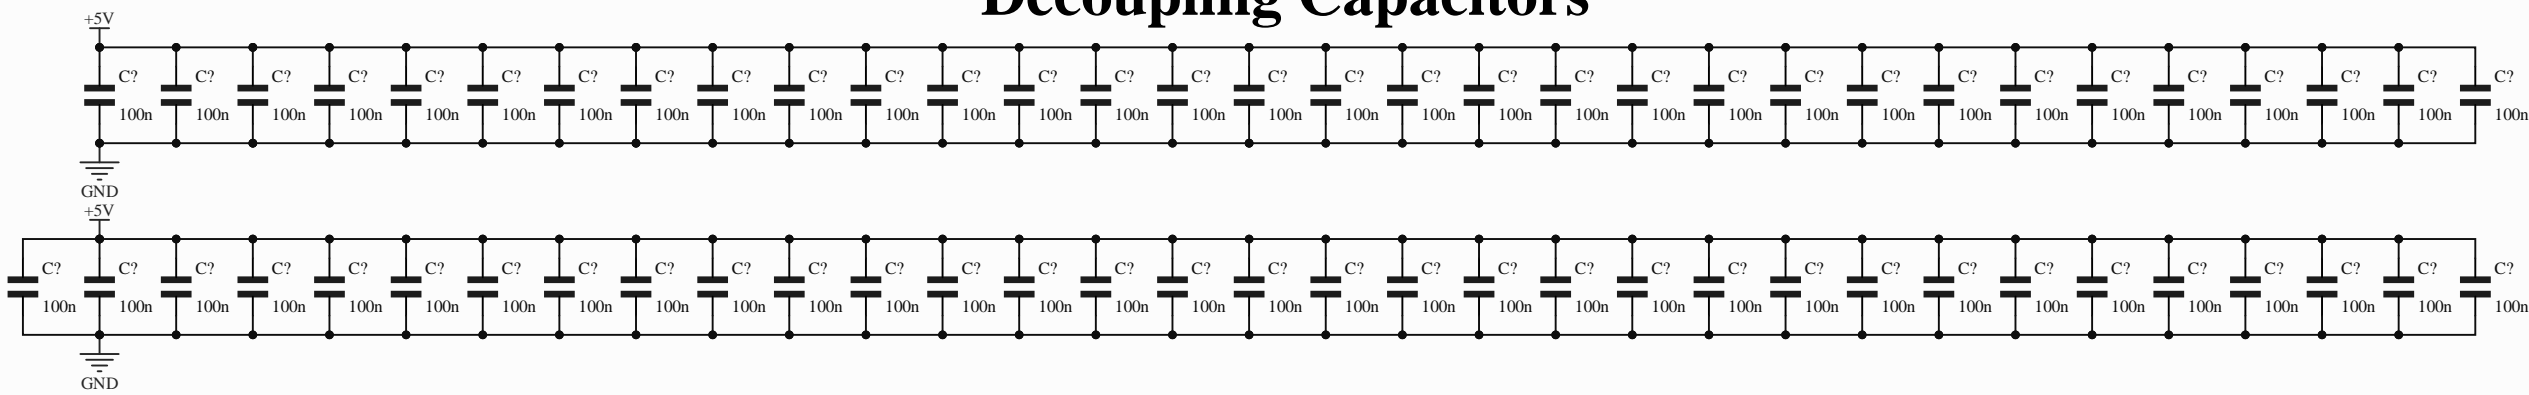 Decoupling Capacitors
+5V
C? C? C? C? C? C? C? C? C? C? C? C? C? C? C? C? C? C? C? C? C? C? C? C? C? C? C? C? C? C? C? C?
100n 100n 100n 100n 100n 100n 100n 100n 100n 100n 100n 100n 100n 100n 100n 100n 100n 100n 100n 100n 100n 100n 100n 100n 100n 100n 100n 100n 100n 100n 100n 100n
GND
+5V
C? C? C? C? C? C? C? C? C? C? C? C? C? C? C? C? C? C? C? C? C? C? C? C? C? C? C? C? C? C? C? C? C?
100n 100n 100n 100n 100n 100n 100n 100n 100n 100n 100n 100n 100n 100n 100n 100n 100n 100n 100n 100n 100n 100n 100n 100n 100n 100n 100n 100n 100n 100n 100n 100n 100n
GND